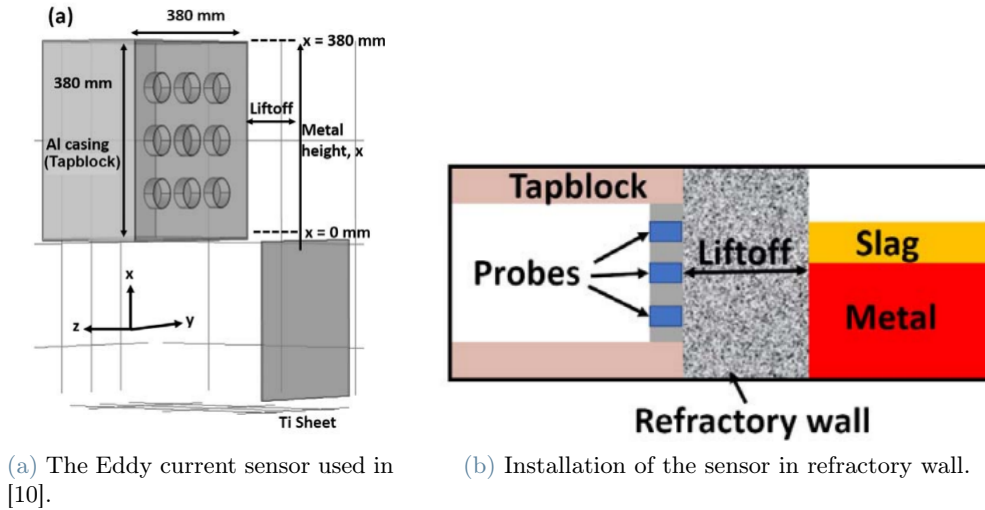 (a)
380 mm
x = 380 mm
380 mm
Liftoff
Metal
height, x
Al casing
(Tapblock)
x = 0 mm
x
z
y
Ti Sheet
Tapblock
Probes
Liftoff
Slag
Metal
Refractory wall
(a) The Eddy current sensor used in
[10].
(b) Installation of the sensor in refractory wall.